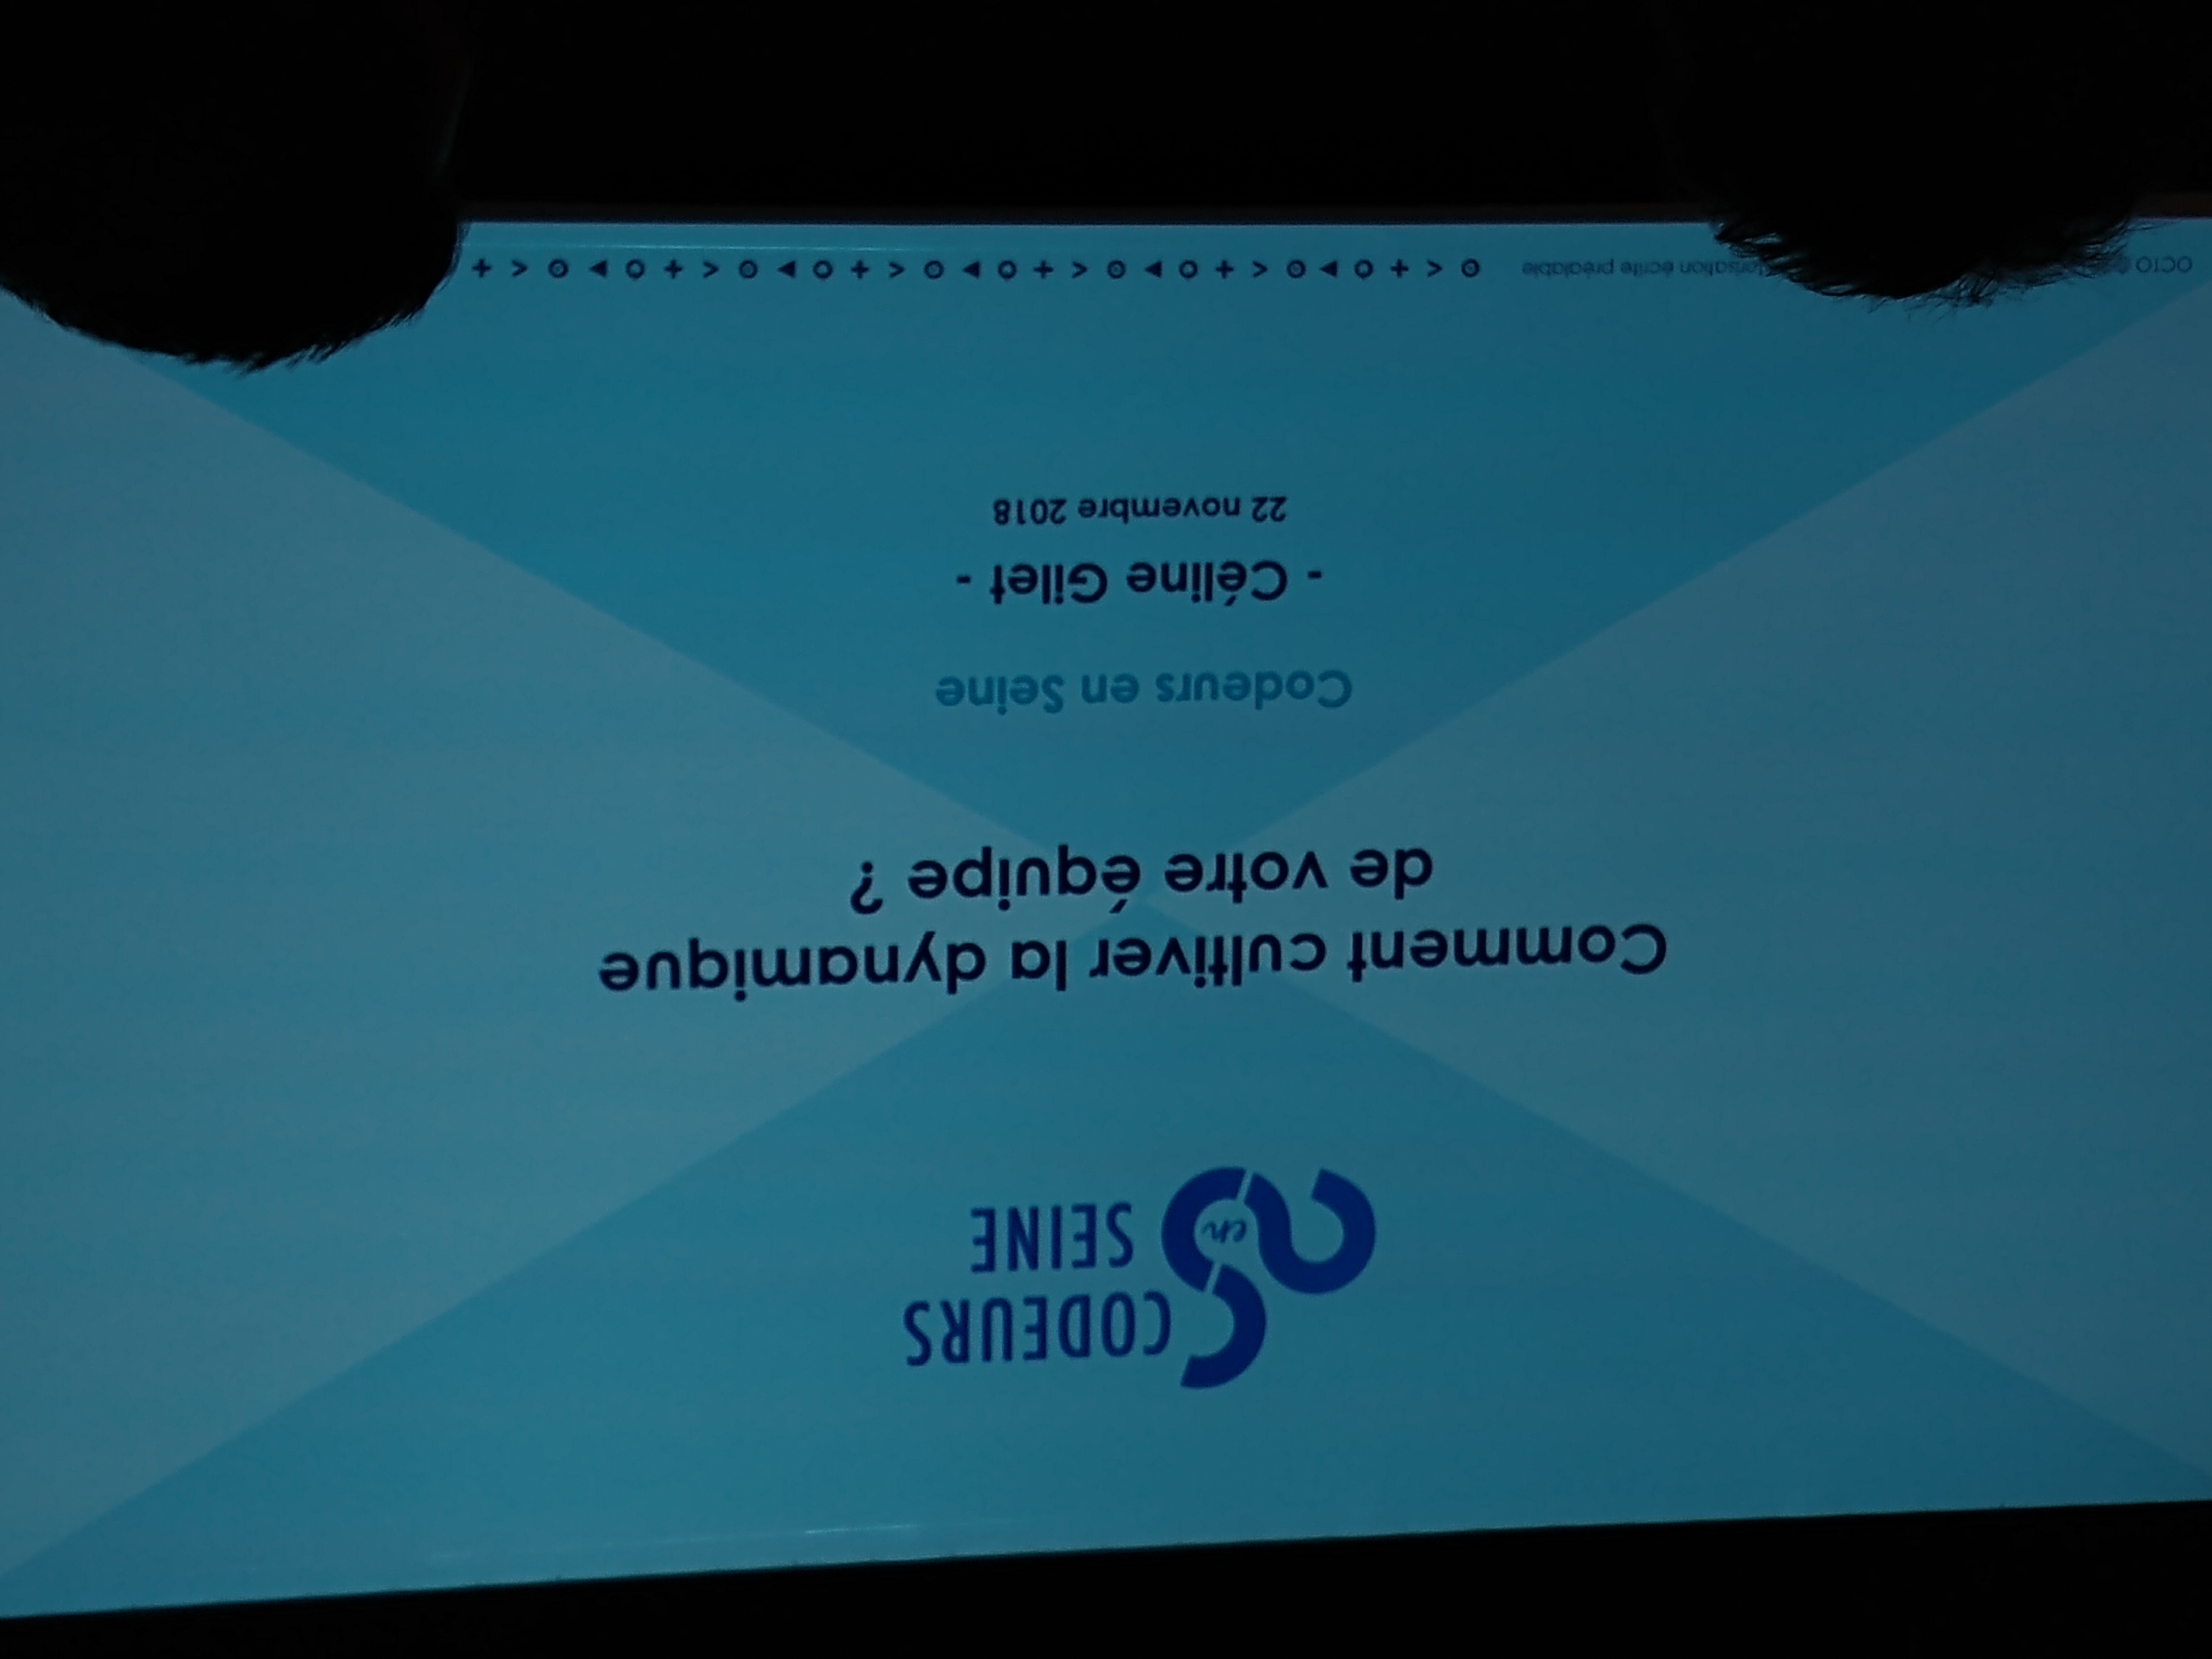 CODEURS
en
SEINE
Comment cultiver la dynamique
de votre équipe ?
Codeurs en Seine
- Céline Gilet -
22 novembre 2018
OCTO écrite préalable